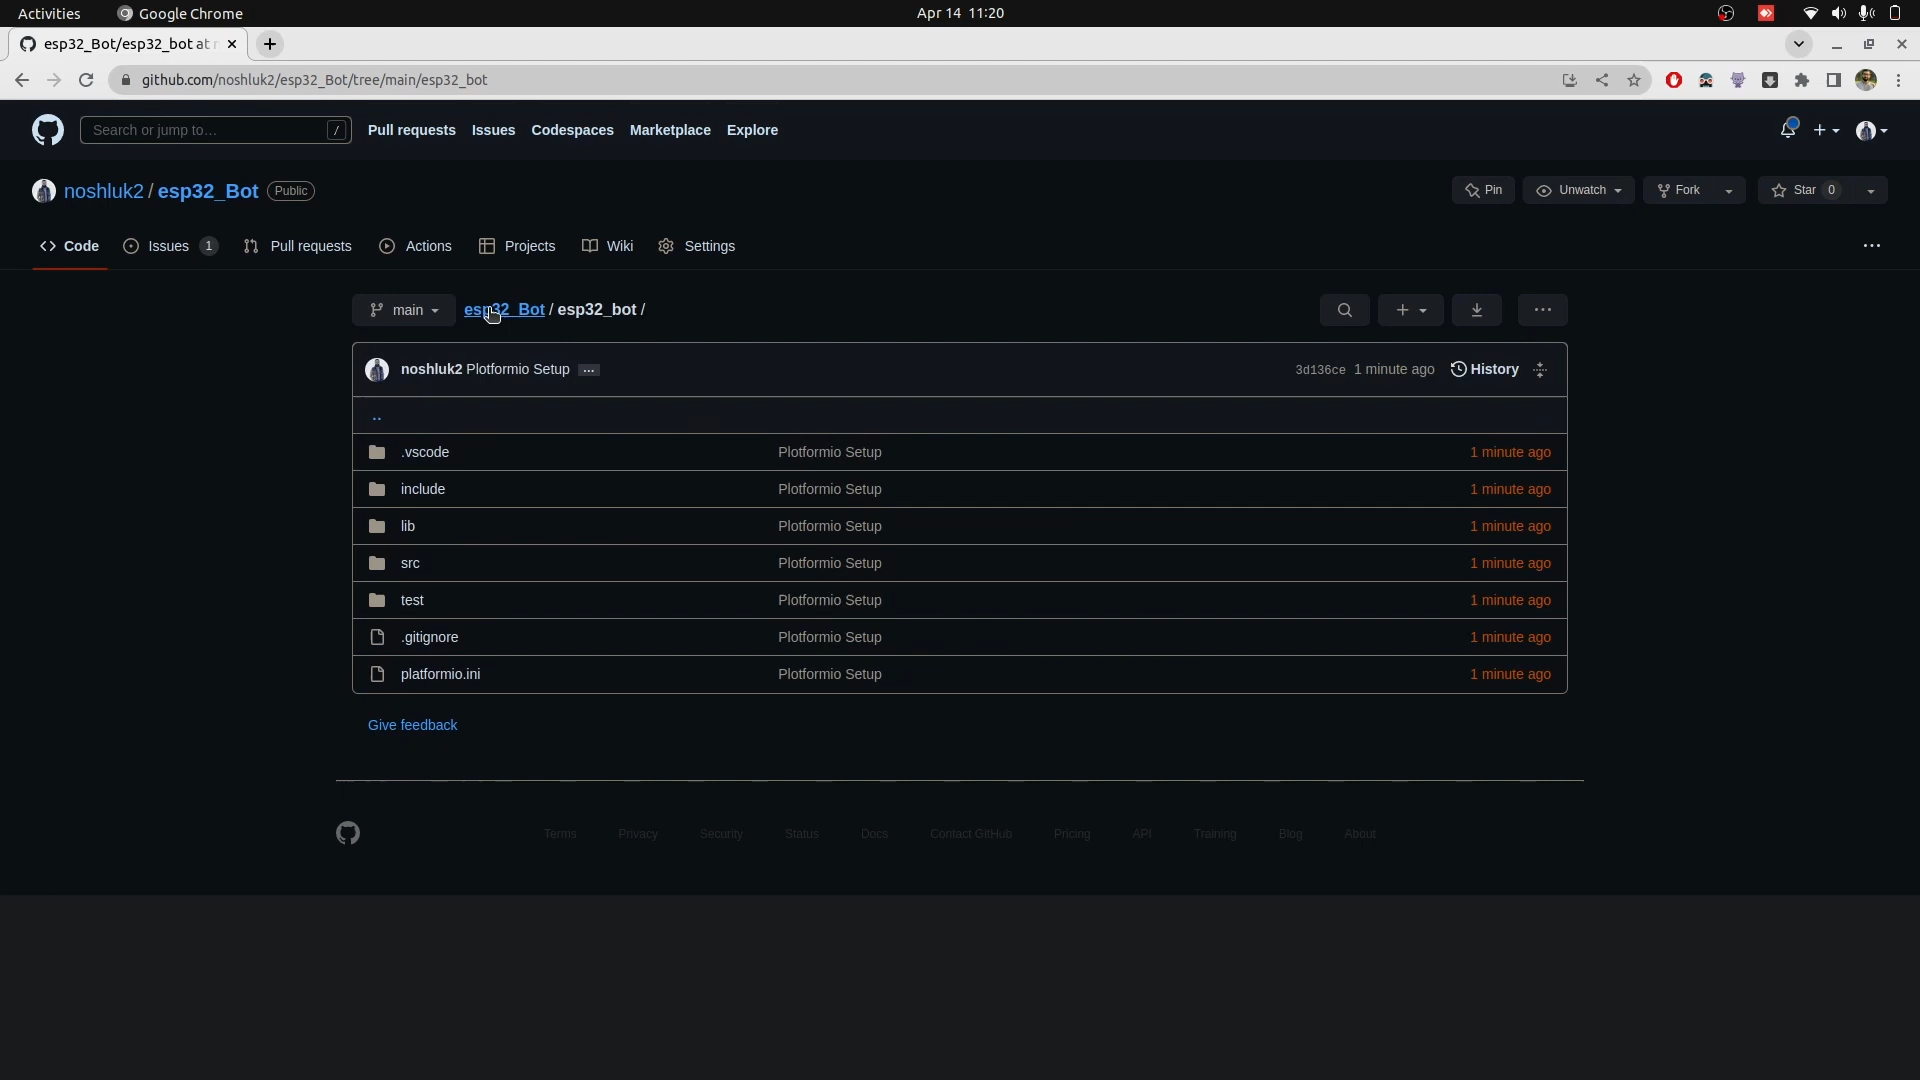 Activities Google Chrome Apr 14 11:20
esp32_Bot/esp32_bot at
github.com/noshluk2/esp32_Bot/tree/main/esp32_bot
Search or jump to… / Pull requests Issues Codespaces Marketplace Explore
noshluk2 / esp32_Bot Public Pin Unwatch Fork Star 0
Code Issues 1 Pull requests Actions Projects Wiki Settings
main esp32_Bot / esp32_bot /
noshluk2 Plotformio Setup ... 3d136ce 1 minute ago History
..
.vscode Plotformio Setup 1 minute ago
include Plotformio Setup 1 minute ago
lib Plotformio Setup 1 minute ago
src Plotformio Setup 1 minute ago
test Plotformio Setup 1 minute ago
.gitignore Plotformio Setup 1 minute ago
platformio.ini Plotformio Setup 1 minute ago
Give feedback
Terms Privacy Security Status Docs Contact GitHub Pricing API Training Blog About